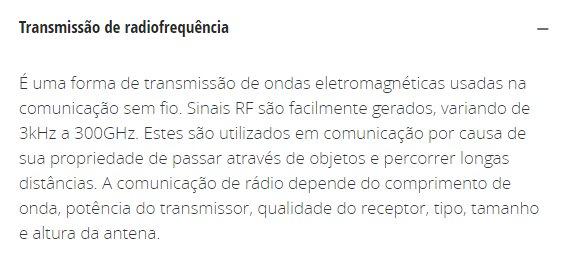 Transmissão de radiofrequência
É uma forma de transmissão de ondas eletromagnéticas usadas na
comunicação sem fio. Sinais RF são facilmente gerados, variando de
3kHz a 300GHz. Estes são utilizados em comunicação por causa de
sua propriedade de passar através de objetos e percorrer longas
distâncias. A comunicação de rádio depende do comprimento de
onda, potência do transmissor, qualidade do receptor, tipo, tamanho
e altura da antena.